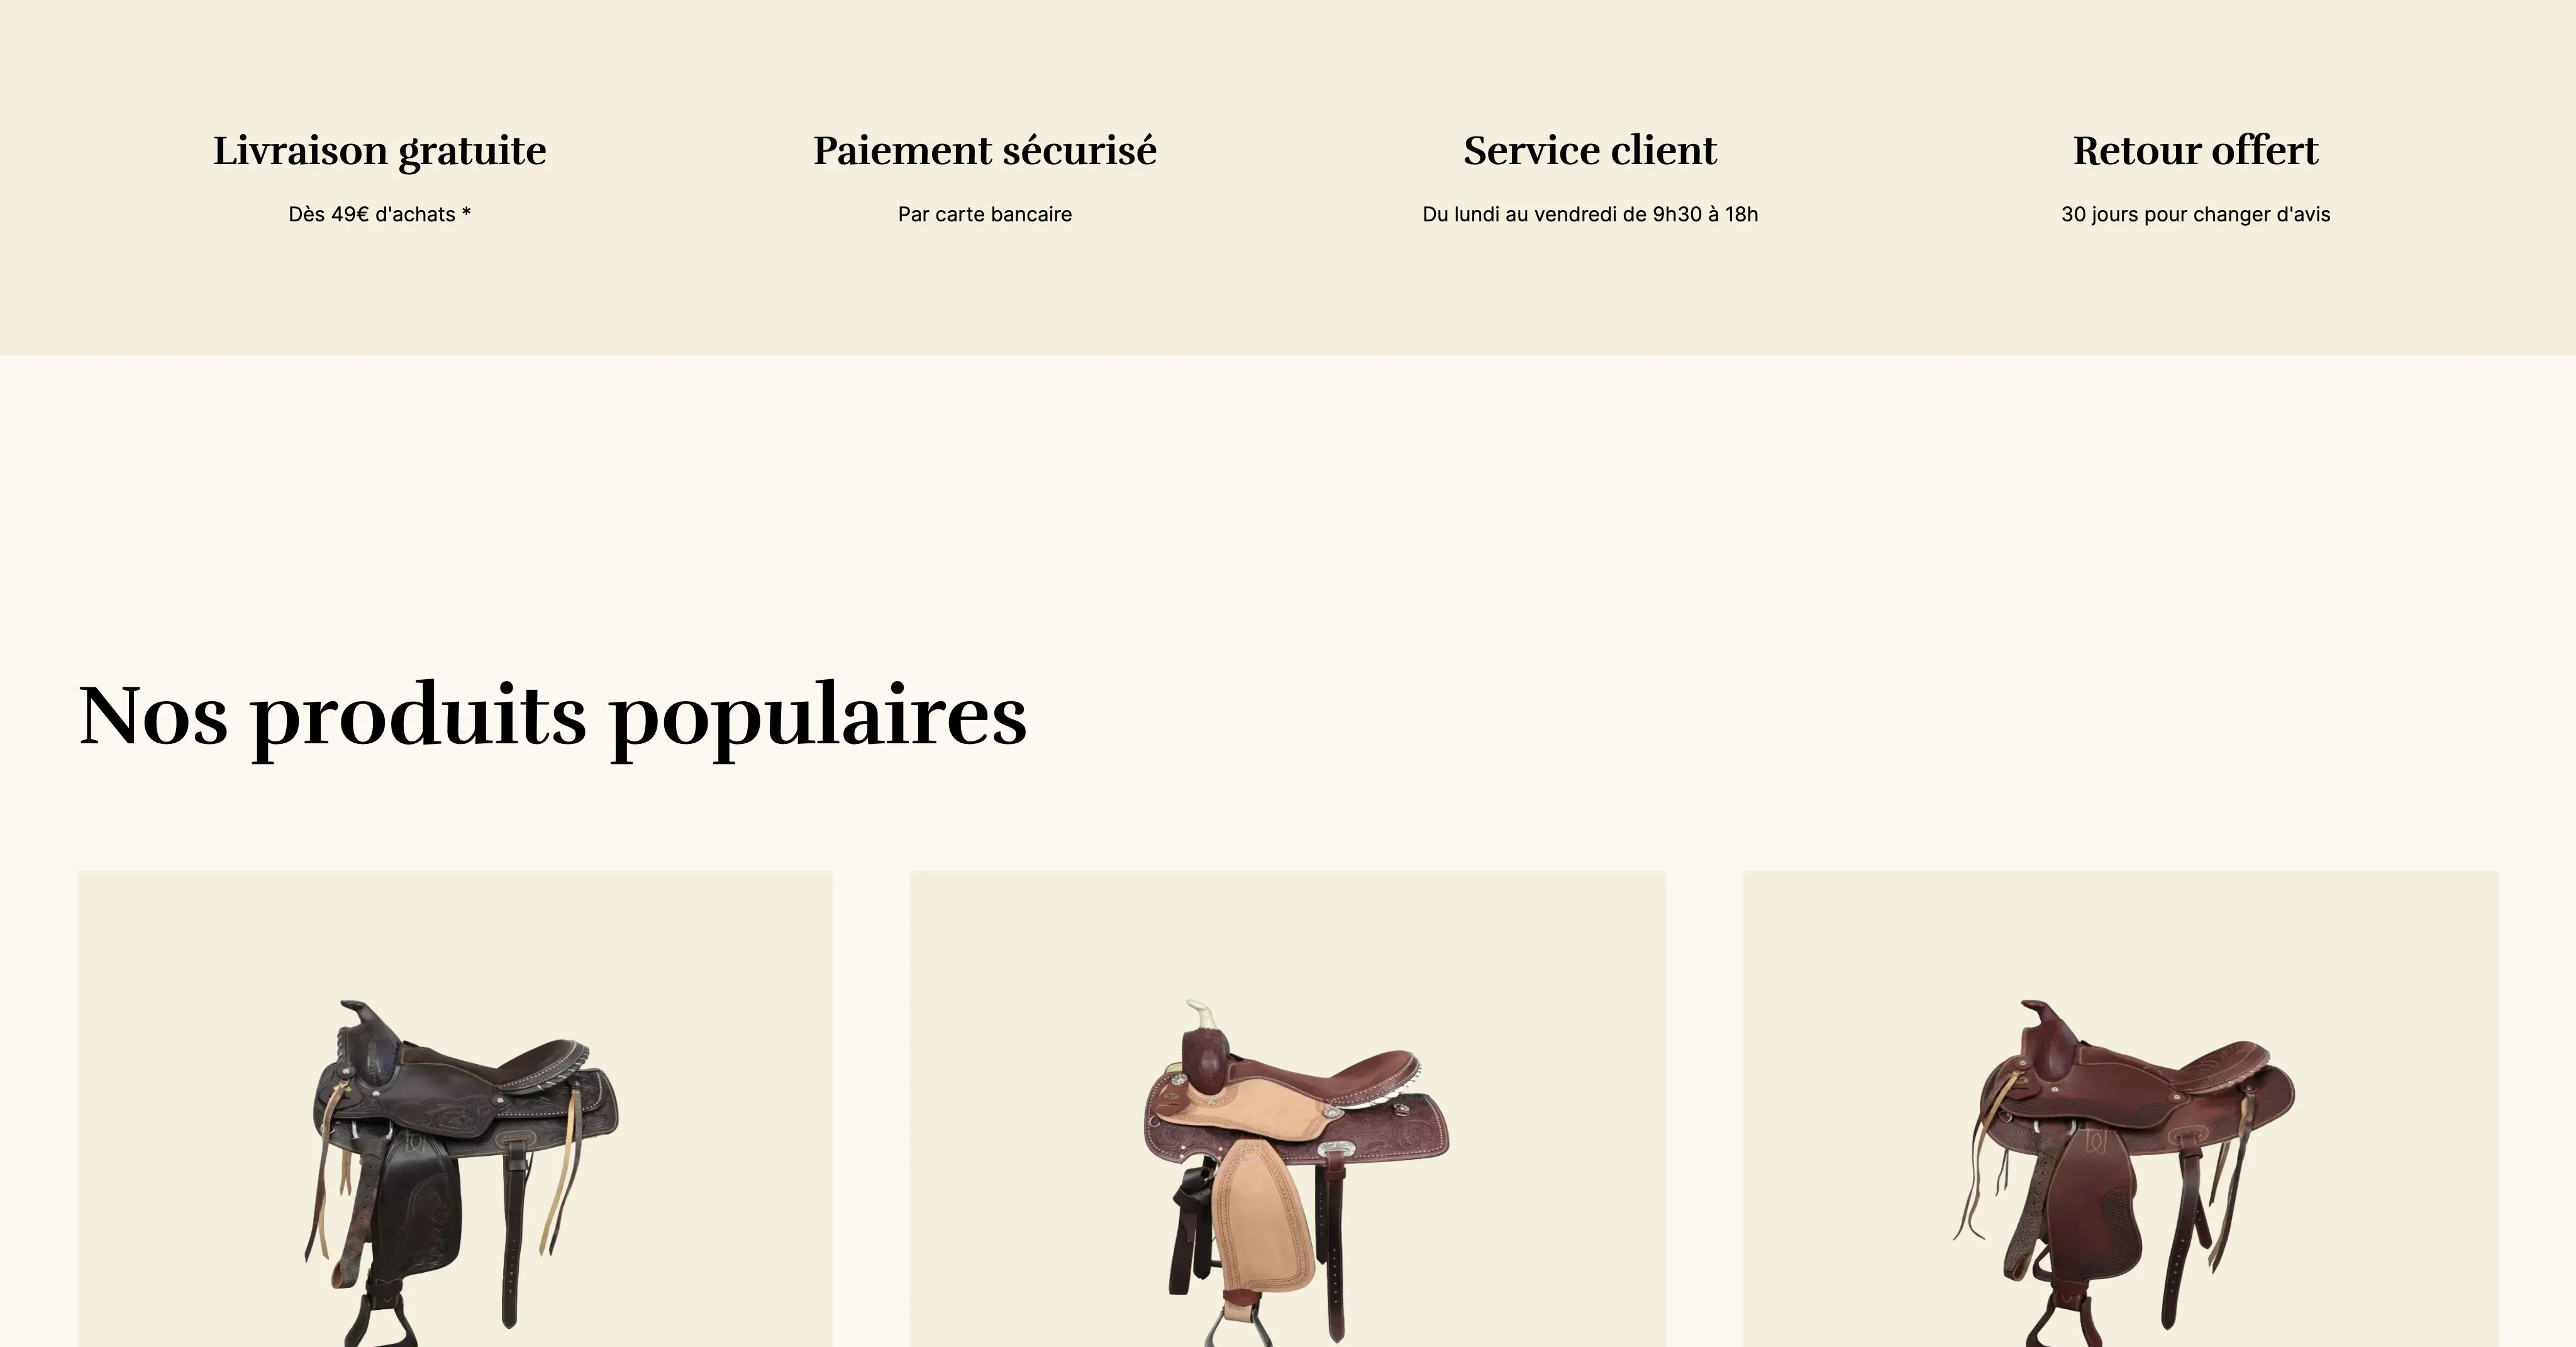 Livraison gratuite
Dès 49€ d'achats *
Paiement sécurisé
Par carte bancaire
Service client
Du lundi au vendredi de 9h30 à 18h
Retour offert
30 jours pour changer d'avis
Nos produits populaires